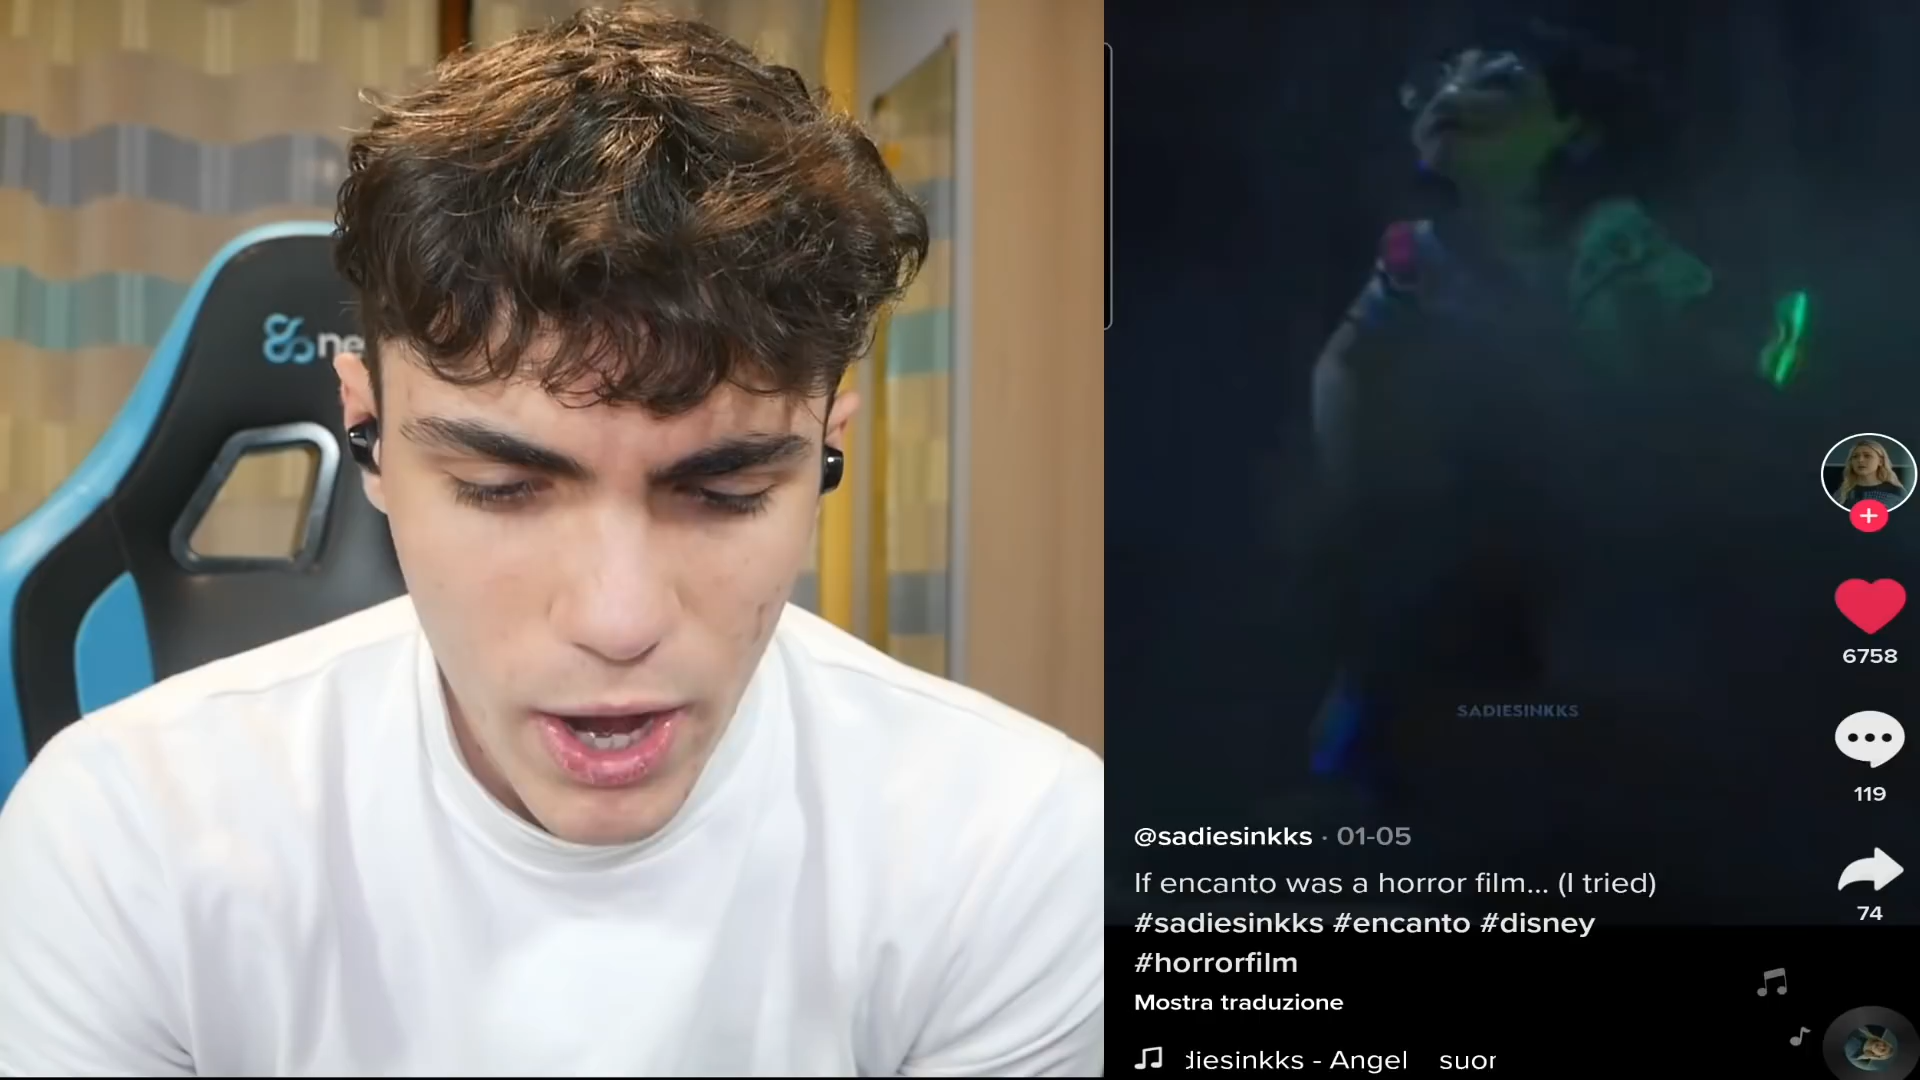 ne
SADIESINKKS
6758
119
74
@sadiesinkks · 01-05
If encanto was a horror film... (I tried)
#sadiesinkks #encanto #disney
#horrorfilm
Mostra traduzione
diesinkks - Angel suor